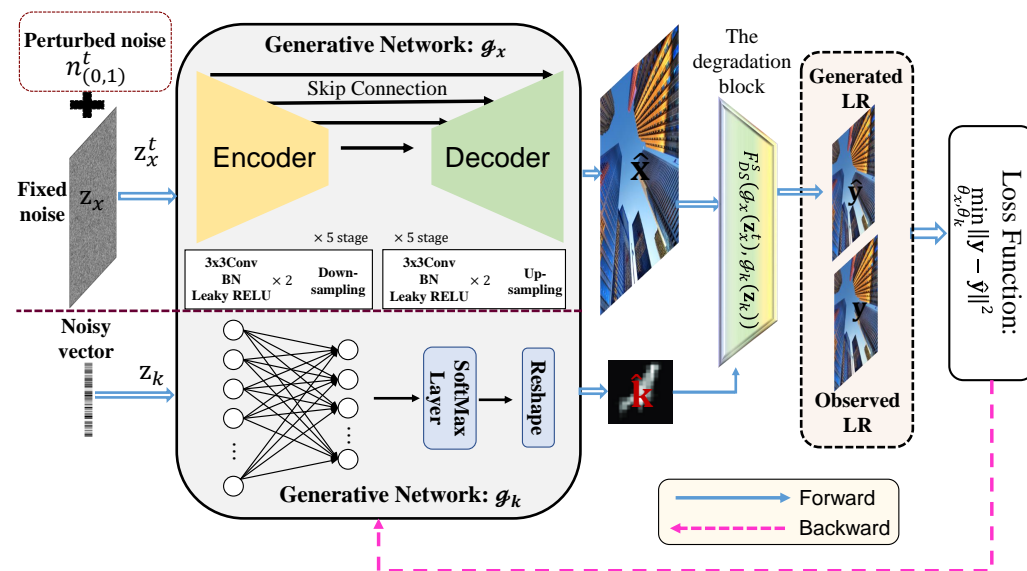 Perturbed noise
n^t_(0,1)
Fixed
noise
z_x
z_x^t
Generative Network: g_x
Skip Connection
Encoder
Decoder
× 5 stage
× 5 stage
3x3Conv
BN
Leaky RELU
× 2
Down-
sampling
3x3Conv
BN
Leaky RELU
× 2
Up-
sampling
Noisy
vector
z_k
⋮
⋮
SoftMax
Layer
Reshape
Generative Network: g_k
x̂
k̂
The
degradation
block
F^s_DS(g_x(z_x^t), g_k(z_k))
Generated
LR
ŷ
y
Observed
LR
Loss Function:
min_{θ_x,θ_k} ‖y − ŷ‖²
Forward
Backward